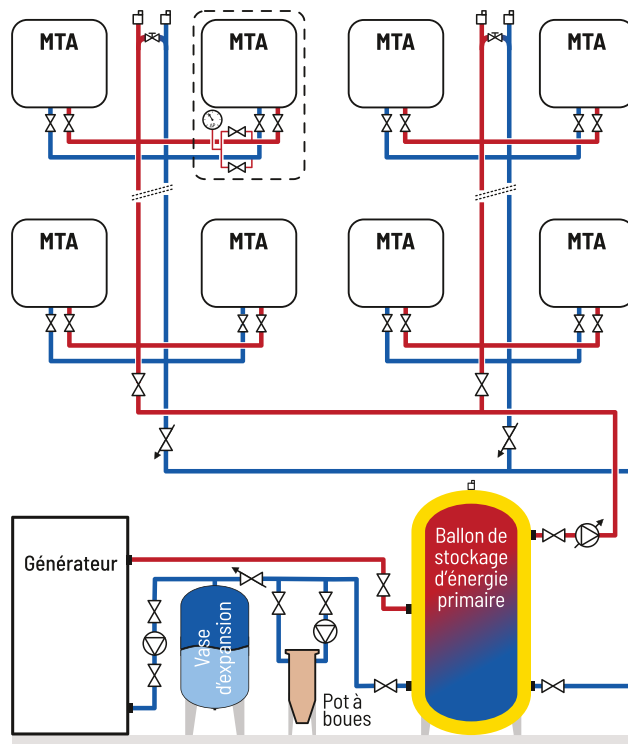 MTA
MTA
MTA
MTA
MTA
MTA
MTA
MTA
Générateur
Vase
d'expansion
Pot à
boues
Ballon de
stockage
d'énergie
primaire